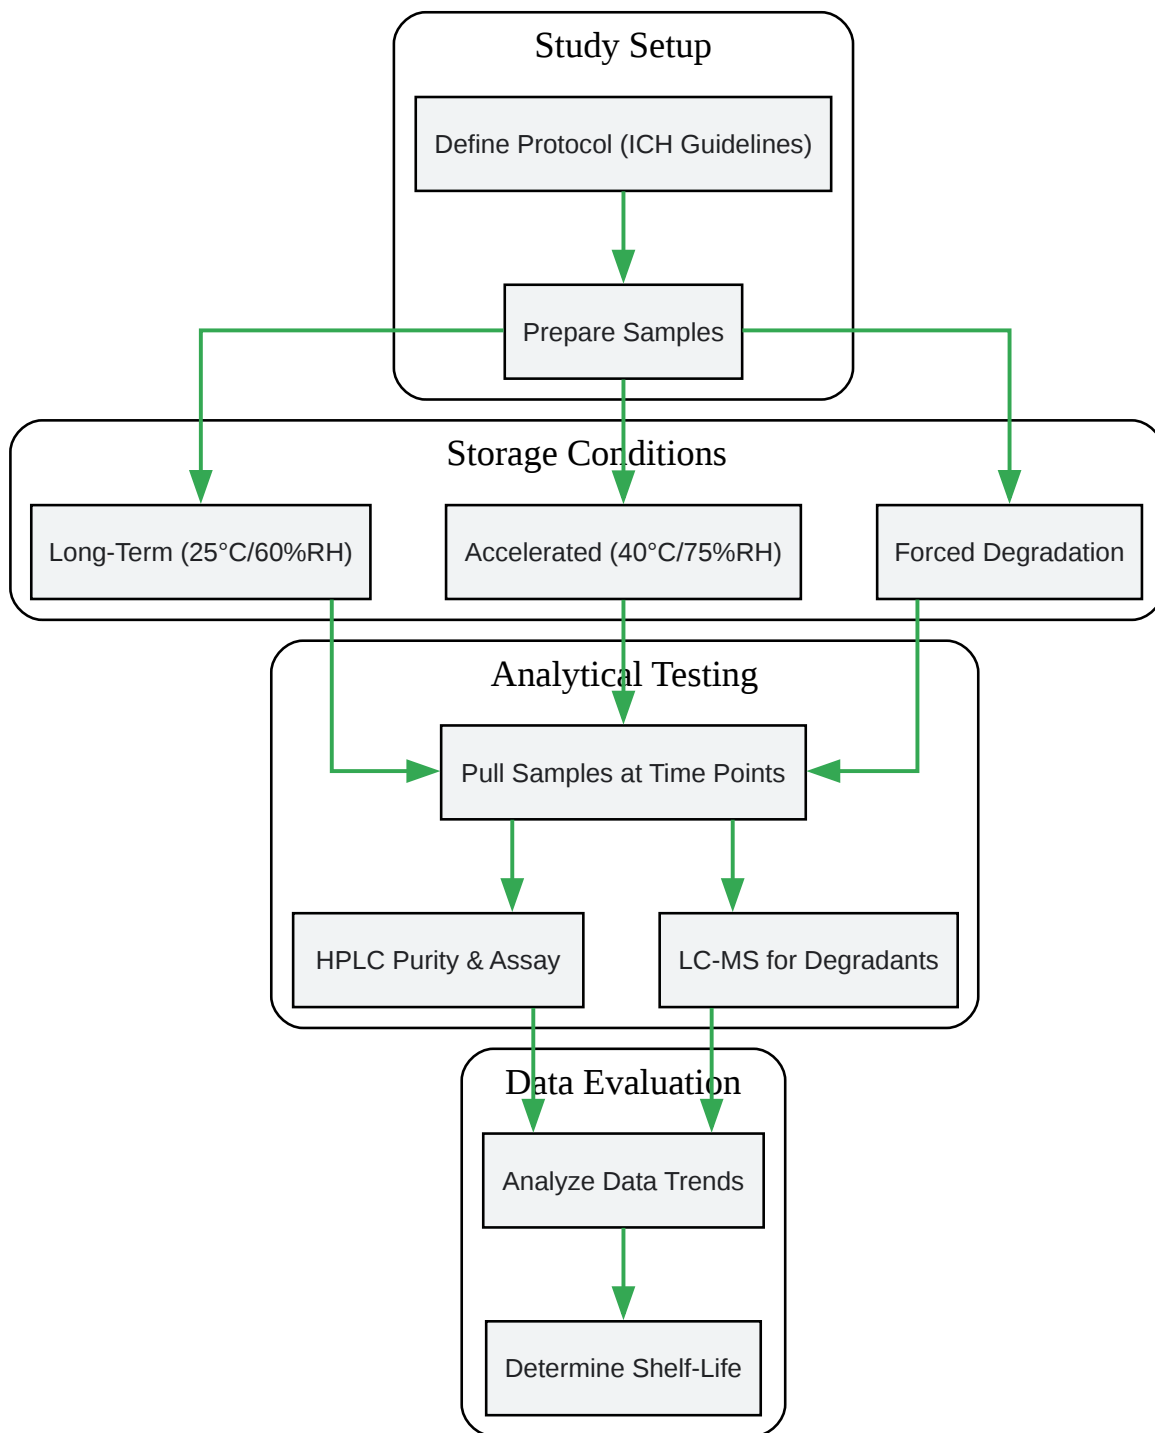 Study Setup
Define Protocol (ICH Guidelines)
Prepare Samples
Storage Conditions
Long-Term (25°C/60%RH)
Accelerated (40°C/75%RH)
Forced Degradation
Analytical Testing
Pull Samples at Time Points
HPLC Purity & Assay
LC-MS for Degradants
Data Evaluation
Analyze Data Trends
Determine Shelf-Life